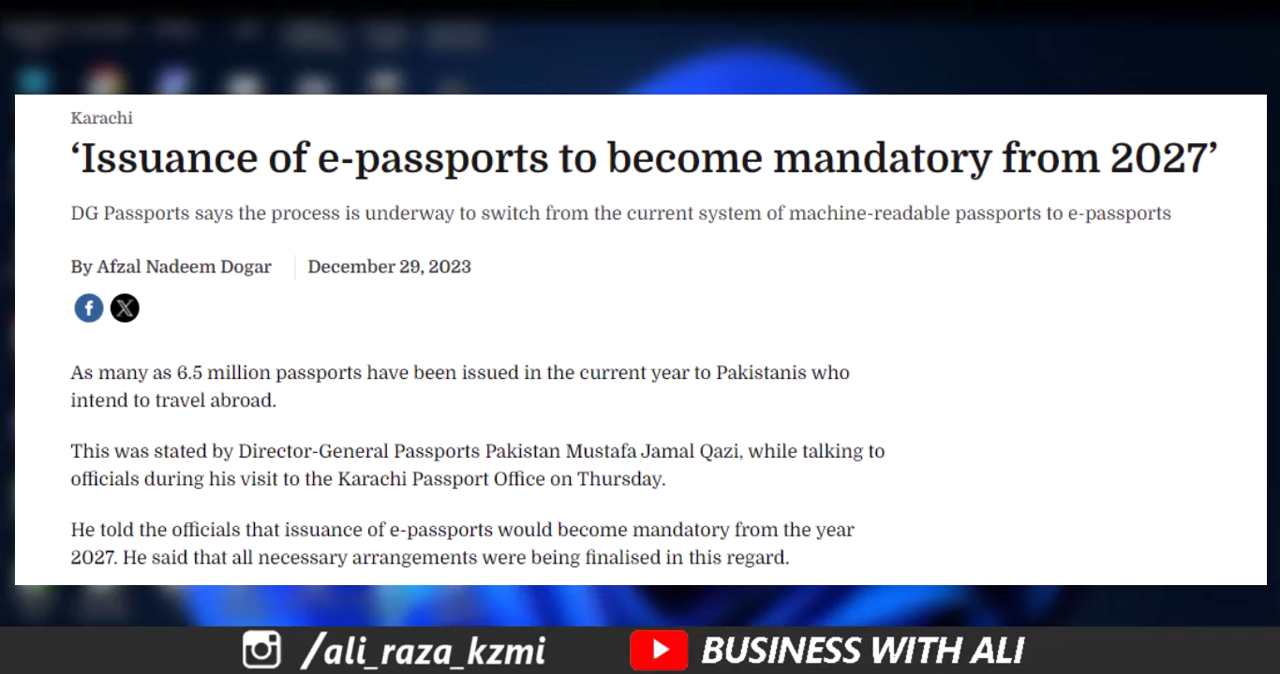 Karachi
‘Issuance of e-passports to become mandatory from 2027’
DG Passports says the process is underway to switch from the current system of machine-readable passports to e-passports
By Afzal Nadeem Dogar December 29, 2023
As many as 6.5 million passports have been issued in the current year to Pakistanis who
intend to travel abroad.
This was stated by Director-General Passports Pakistan Mustafa Jamal Qazi, while talking to
officials during his visit to the Karachi Passport Office on Thursday.
He told the officials that issuance of e-passports would become mandatory from the year
2027. He said that all necessary arrangements were being finalised in this regard.
/ali_raza_kzmi BUSINESS WITH ALI